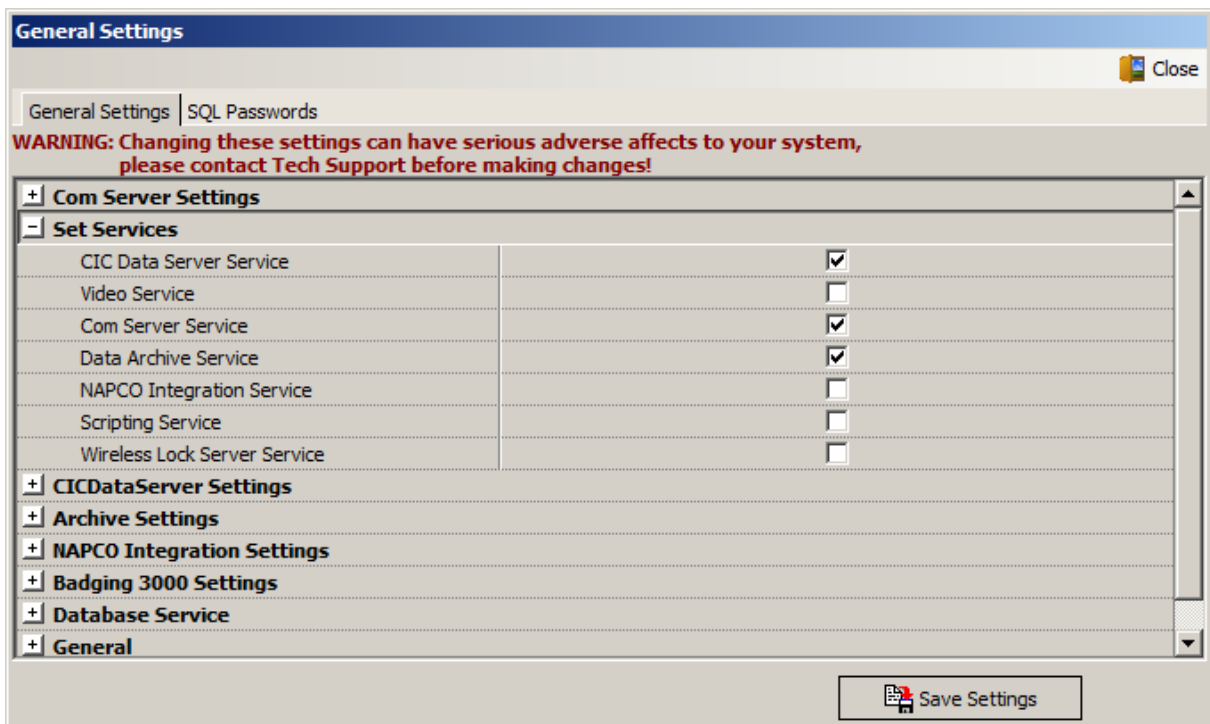 General Settings
Close
General Settings
SQL Passwords
WARNING: Changing these settings can have serious adverse affects to your system,
please contact Tech Support before making changes!
Com Server Settings
Set Services
CIC Data Server Service
Video Service
Com Server Service
Data Archive Service
NAPCO Integration Service
Scripting Service
Wireless Lock Server Service
CICDataServer Settings
Archive Settings
NAPCO Integration Settings
Badging 3000 Settings
Database Service
General
Save Settings